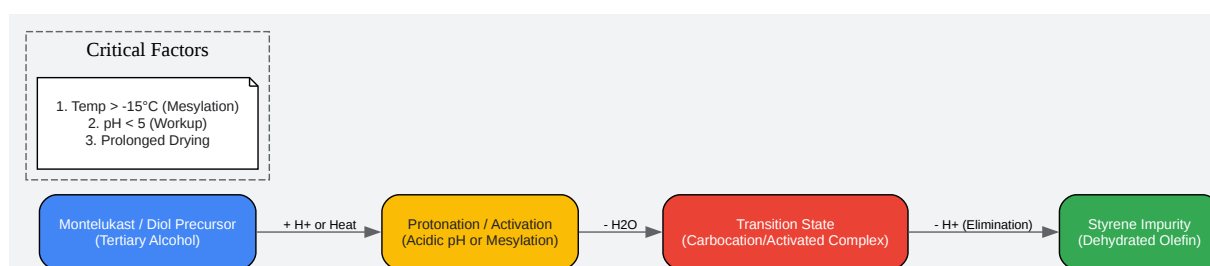 Critical Factors
1. Temp > -15°C (Mesylation)
2. pH < 5 (Workup)
3. Prolonged Drying
Montelukast / Diol Precursor
(Tertiary Alcohol)
+ H+ or Heat
Protonation / Activation
(Acidic pH or Mesylation)
- H2O
Transition State
(Carbocation/Activated Complex)
- H+ (Elimination)
Styrene Impurity
(Dehydrated Olefin)